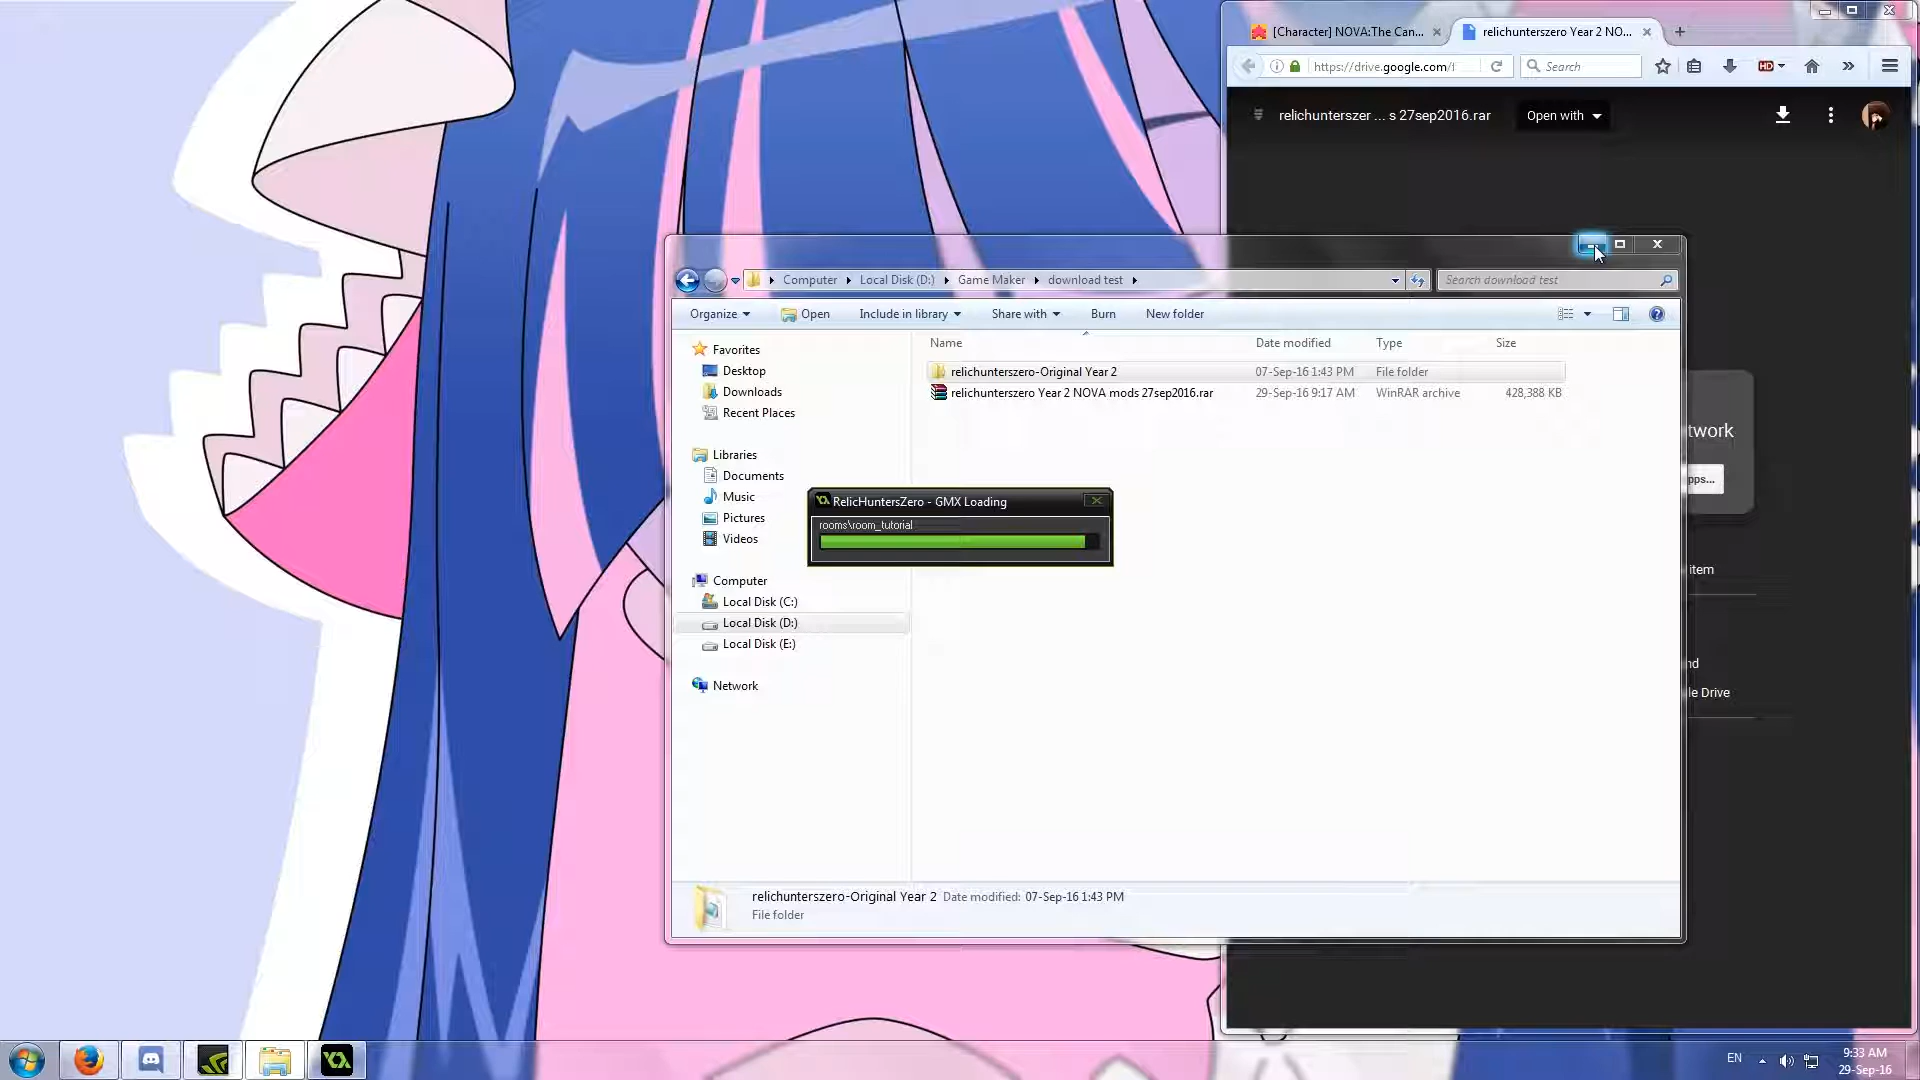 [Character] NOVA:The Can...
relichunterszero Year 2 NO...
https://drive.google.com/f
Search
HD
relichunterszer ... s 27sep2016.rar
Open with
Computer
Local Disk (D:)
Game Maker
download test
Search download test
Organize
Open
Include in library
Share with
Burn
New folder
Name
Date modified
Type
Size
relichunterszero-Original Year 2
07-Sep-16 1:43 PM
File folder
relichunterszero Year 2 NOVA mods 27sep2016.rar
29-Sep-16 9:17 AM
WinRAR archive
428,388 KB
Favorites
Desktop
Downloads
Recent Places
Libraries
Documents
Music
Pictures
Videos
Computer
Local Disk (C:)
Local Disk (D:)
Local Disk (E:)
Network
RelicHuntersZero - GMX Loading
rooms\room_tutorial
twork
pps...
item
nd
le Drive
relichunterszero-Original Year 2
Date modified: 07-Sep-16 1:43 PM
File folder
EN
9:33 AM
29-Sep-16